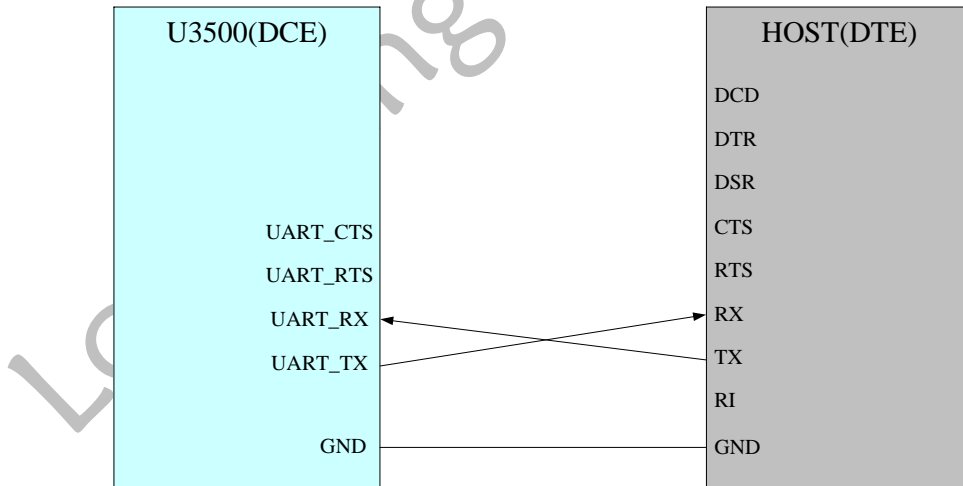 U3500(DCE)
UART_CTS
UART_RTS
UART_RX
UART_TX
GND
HOST(DTE)
DCD
DTR
DSR
CTS
RTS
RX
TX
RI
GND